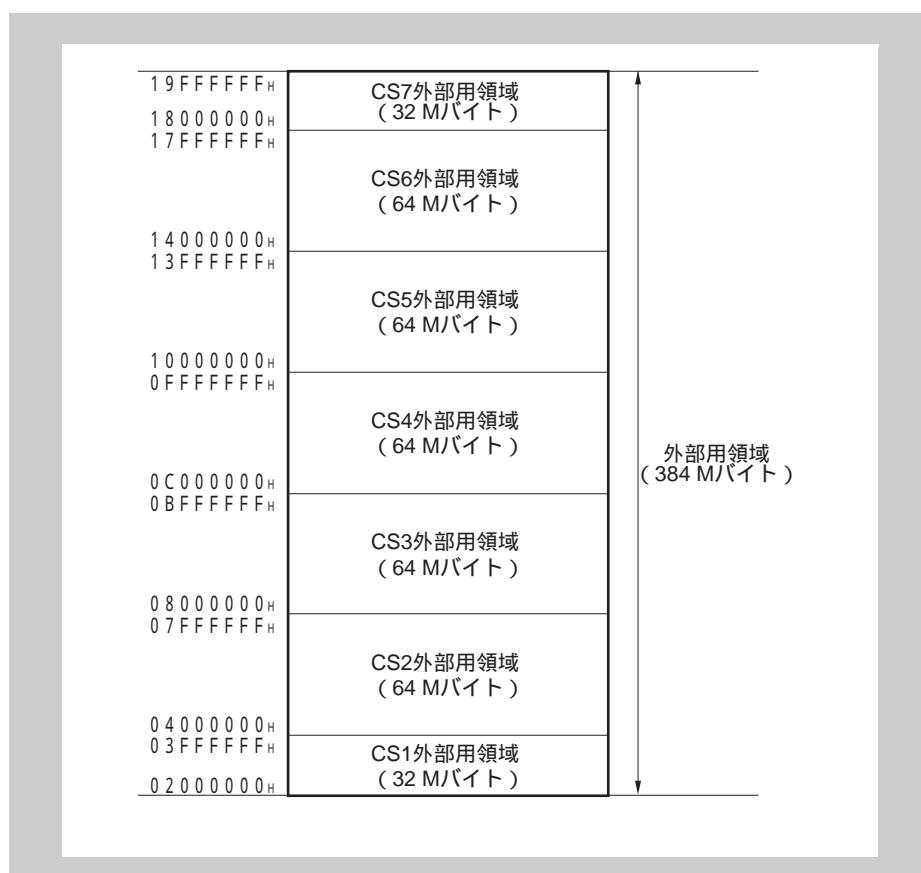 19FFFFFFH
CS7外部用領域
（32 Mバイト）
18000000H
17FFFFFFH
CS6外部用領域
（64 Mバイト）
14000000H
13FFFFFFH
CS5外部用領域
（64 Mバイト）
10000000H
0FFFFFFFH
CS4外部用領域
（64 Mバイト）
外部用領域
（384 Mバイト）
0C000000H
0BFFFFFFH
CS3外部用領域
（64 Mバイト）
08000000H
07FFFFFFH
CS2外部用領域
（64 Mバイト）
04000000H
03FFFFFFH
CS1外部用領域
（32 Mバイト）
02000000H